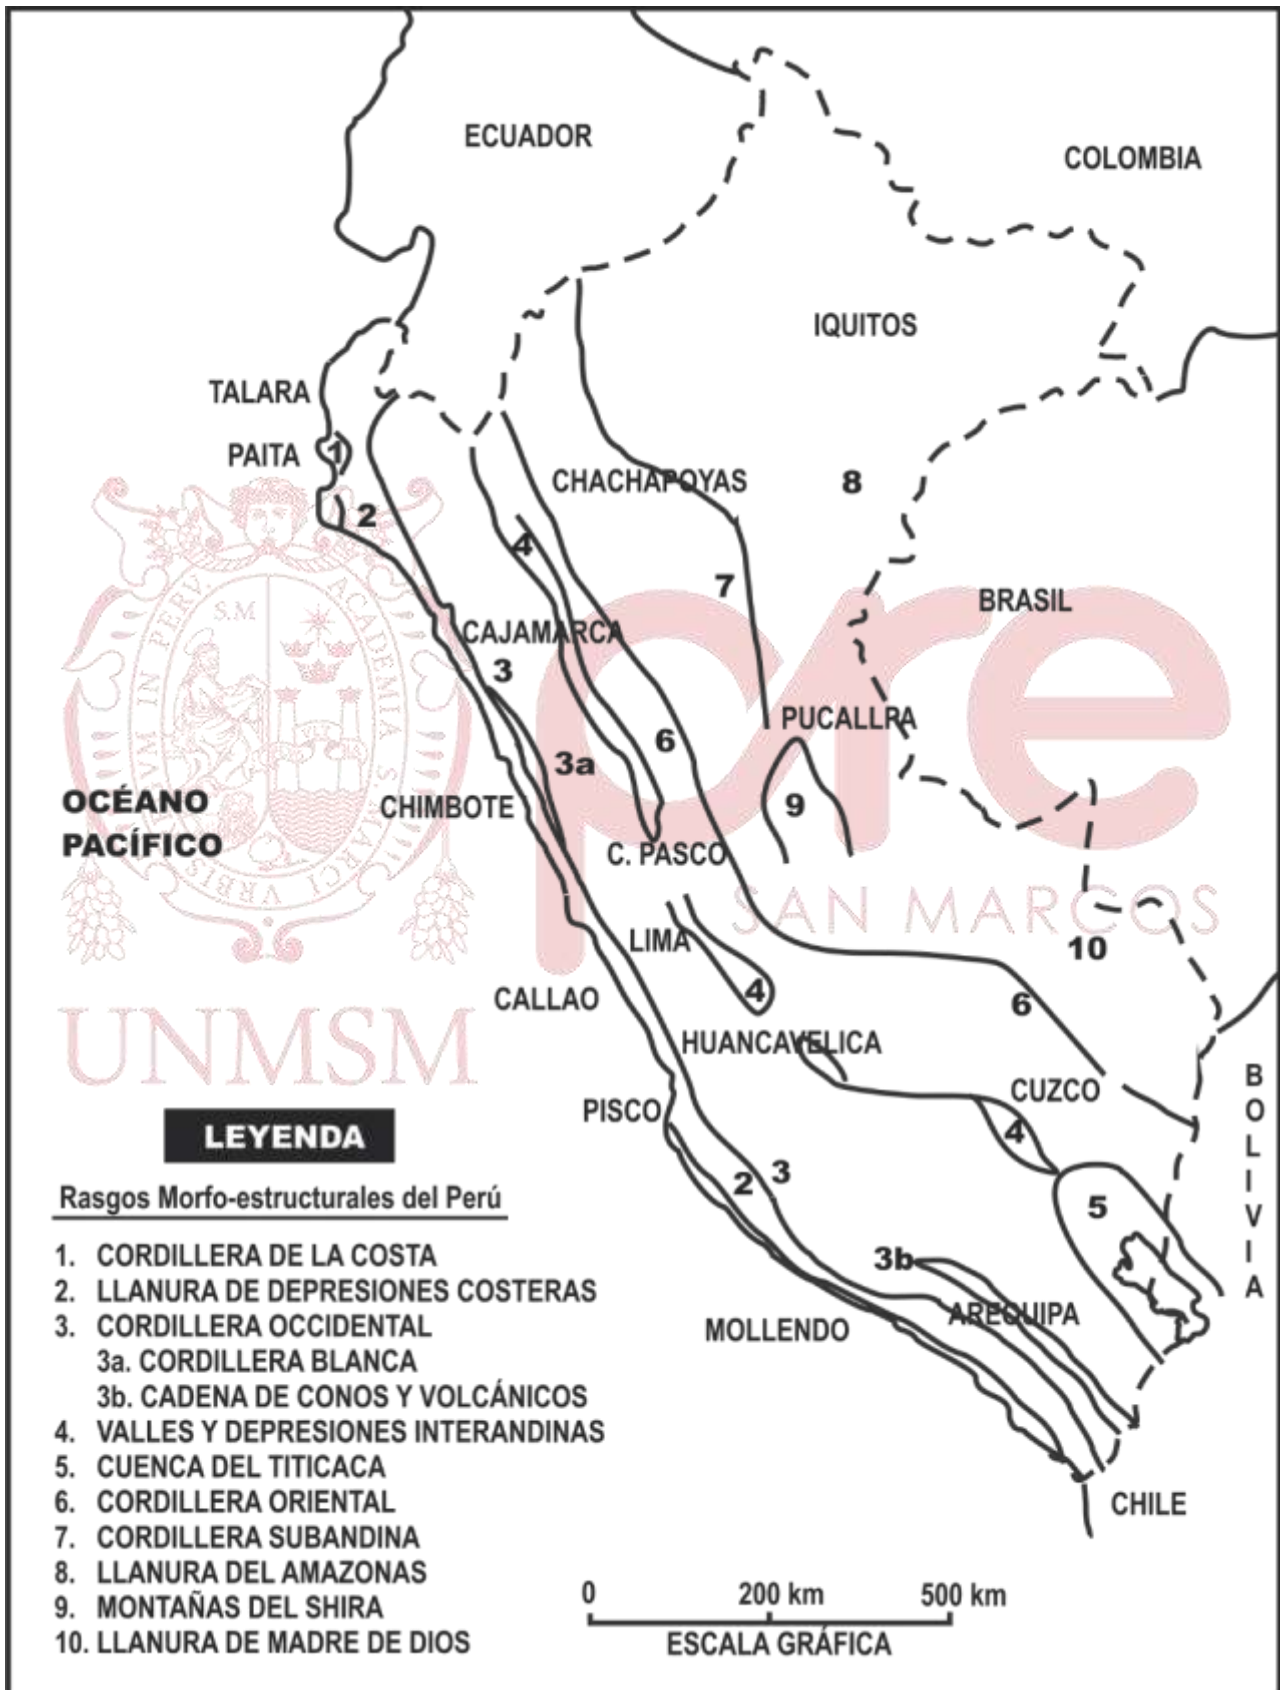 ECUADOR
COLOMBIA
IQUITOS
TALARA
PAITA
1
2
CHACHAPOYAS
8
4
7
BRASIL
S.M
ACADEMIA
CAJAMARCA
3
PUCALLRA
6
3a
OCÉANO
PACÍFICO
CHIMBOTE
9
C. PASCO
pre
SAN MARCOS
LIMA
10
4
CALLAO
6
UNMSM
HUANCAVELICA
CUZCO
BOLIVIA
PISCO
4
2
3
5
3b
AREQUIPA
MOLLENDO
CHILE
LEYENDA
Rasgos Morfo-estructurales del Perú
1. CORDILLERA DE LA COSTA
2. LLANURA DE DEPRESIONES COSTERAS
3. CORDILLERA OCCIDENTAL
3a. CORDILLERA BLANCA
3b. CADENA DE CONOS Y VOLCÁNICOS
4. VALLES Y DEPRESIONES INTERANDINAS
5. CUENCA DEL TITICACA
6. CORDILLERA ORIENTAL
7. CORDILLERA SUBANDINA
8. LLANURA DEL AMAZONAS
9. MONTAÑAS DEL SHIRA
10. LLANURA DE MADRE DE DIOS
0 200 km 500 km
ESCALA GRÁFICA